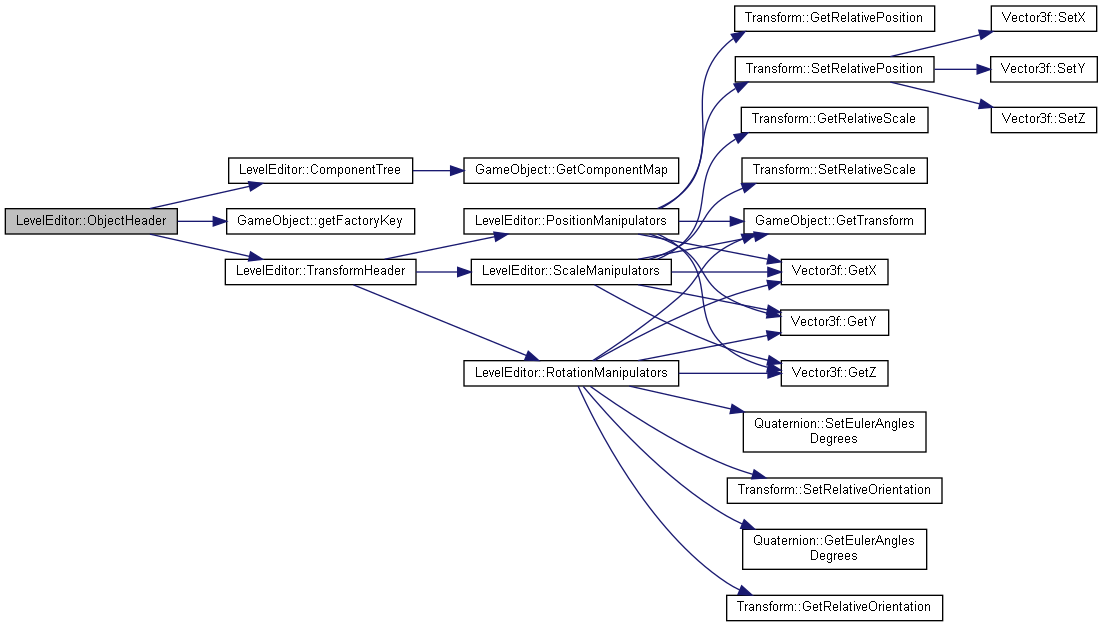 LevelEditor::ObjectHeader
LevelEditor::ComponentTree
GameObject::getFactoryKey
LevelEditor::TransformHeader
GameObject::GetComponentMap
LevelEditor::PositionManipulators
LevelEditor::ScaleManipulators
LevelEditor::RotationManipulators
Transform::GetRelativePosition
Transform::SetRelativePosition
Transform::GetRelativeScale
Transform::SetRelativeScale
GameObject::GetTransform
Vector3f::GetX
Vector3f::GetY
Vector3f::GetZ
Quaternion::SetEulerAngles
Degrees
Transform::SetRelativeOrientation
Quaternion::GetEulerAngles
Degrees
Transform::GetRelativeOrientation
Vector3f::SetX
Vector3f::SetY
Vector3f::SetZ